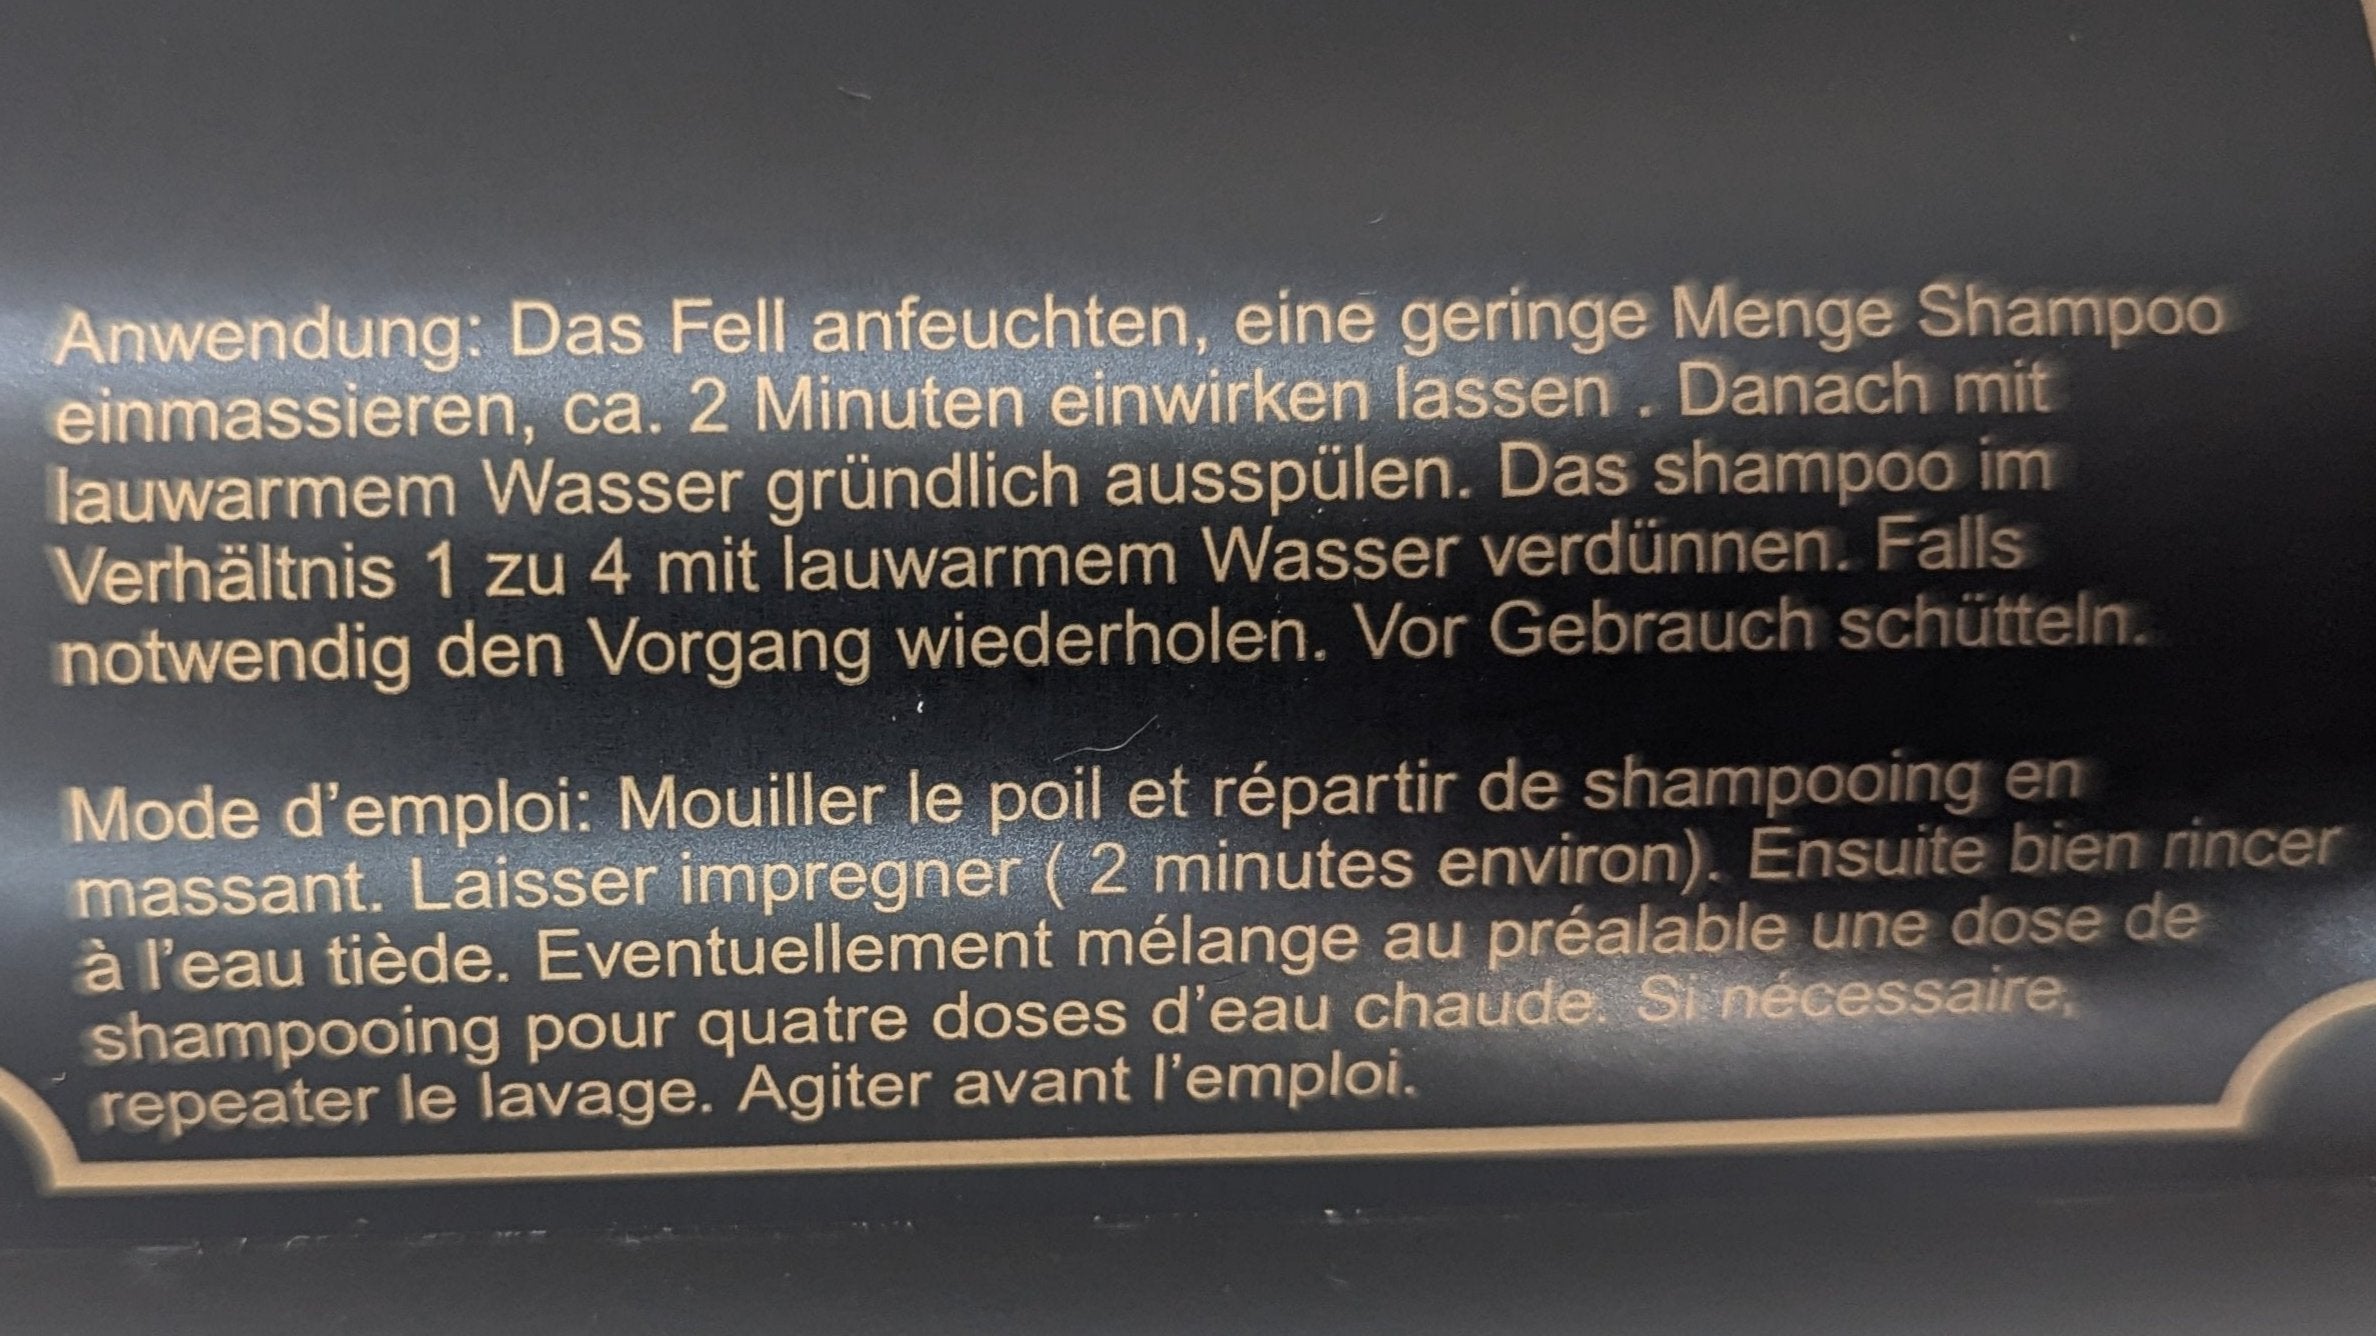 Anwendung: Das Fell anfeuchten, eine geringe Menge Shampoo
einmassieren, ca. 2 Minuten einwirken lassen . Danach mit
lauwarmem Wasser gründlich ausspülen. Das shampoo im
Verhältnis 1 zu 4 mit lauwarmem Wasser verdünnen. Falls
notwendig den Vorgang wiederholen. Vor Gebrauch schütteln.
Mode d’emploi: Mouiller le poil et répartir de shampooing en
massant. Laisser impregner ( 2 minutes environ). Ensuite bien rincer
à l’eau tiède. Eventuellement mélange au préalable une dose de
shampooing pour quatre doses d’eau chaude. Si nécessaire,
repeater le lavage. Agiter avant l’emploi.